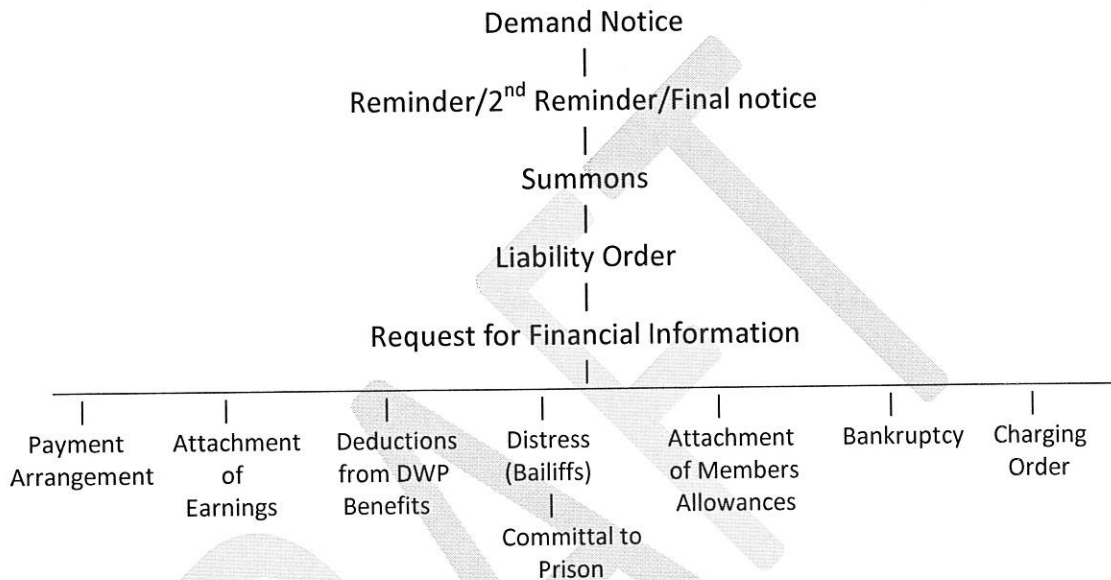 Demand Notice
Reminder/2nd Reminder/Final notice
Summons
Liability Order
Request for Financial Information
Payment
Arrangement
Attachment
of
Earnings
Deductions
from DWP
Benefits
Distress
(Bailiffs)
Committal to
Prison
Attachment
of Members
Allowances
Bankruptcy
Charging
Order
DRAFT